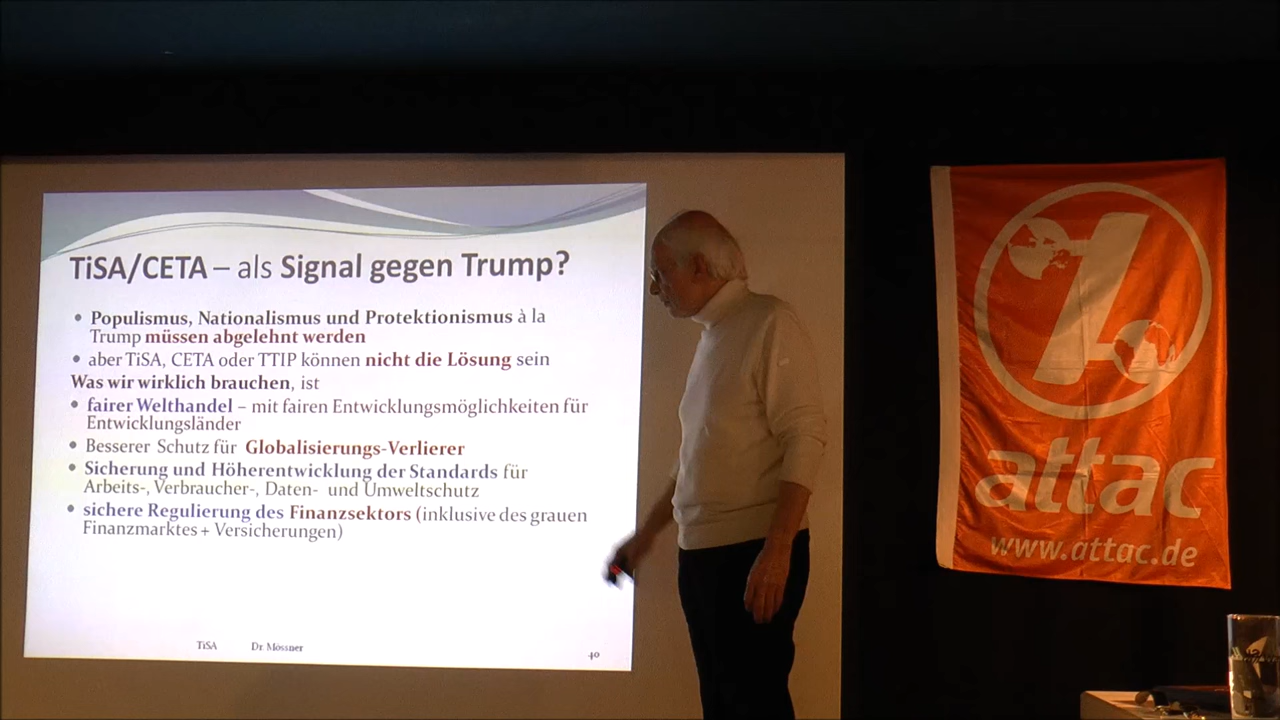 TiSA/CETA – als Signal gegen Trump?
• Populismus, Nationalismus und Protektionismus à la
Trump müssen abgelehnt werden
• aber TiSA, CETA oder TTIP können nicht die Lösung sein
Was wir wirklich brauchen, ist
• fairer Welthandel – mit fairen Entwicklungsmöglichkeiten für
Entwicklungsländer
• Besserer Schutz für Globalisierungs-Verlierer
• Sicherung und Höherentwicklung der Standards für
Arbeits-, Verbraucher-, Daten- und Umweltschutz
• sichere Regulierung des Finanzsektors (inklusive des grauen
Finanzmarktes + Versicherungen)
TiSA Dr. Mössner
40
attac
www.attac.de